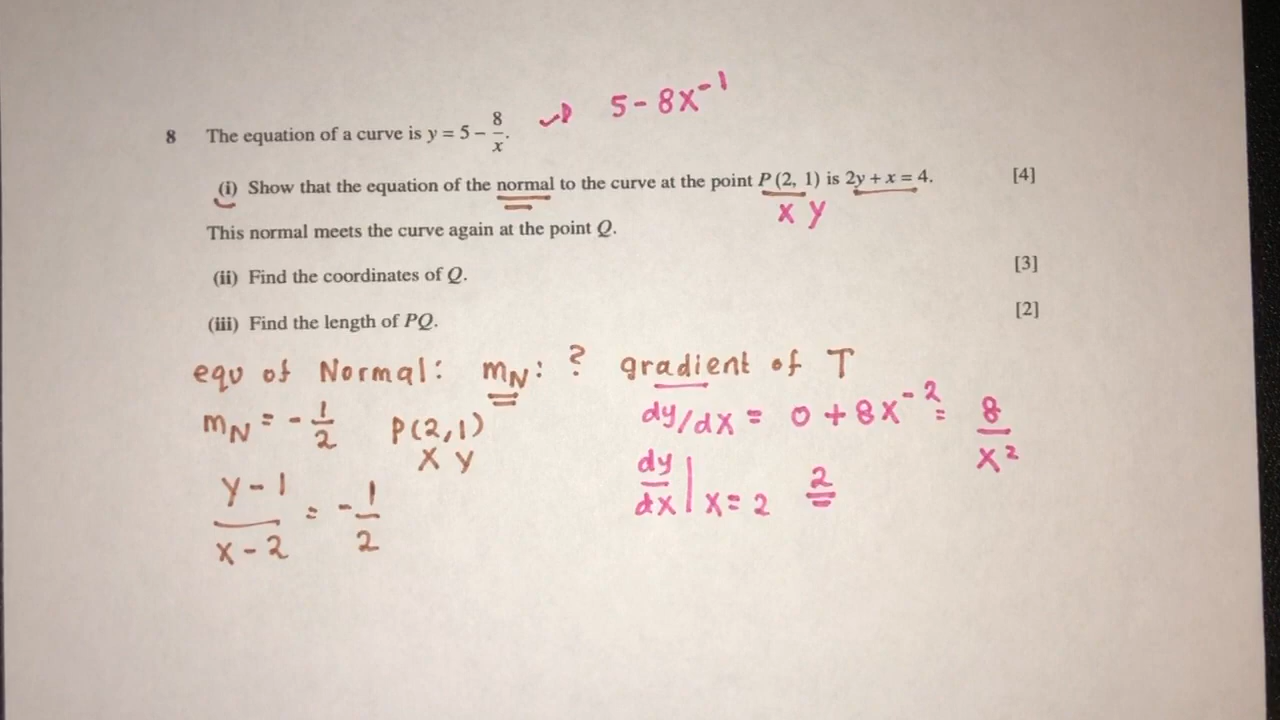 8 The equation of a curve is y = 5 − 8/x. → 5 - 8x⁻¹
(i) Show that the equation of the normal to the curve at the point P (2, 1) is 2y + x = 4. [4]
x y
This normal meets the curve again at the point Q.
(ii) Find the coordinates of Q. [3]
(iii) Find the length of PQ. [2]
equ of Normal: mN: ? gradient of T
mN = -1/2 P(2,1) dy/dx = 0 + 8x⁻² = 8/x²
x y
y-1/x-2 = -1/2 dy/dx | x=2 2